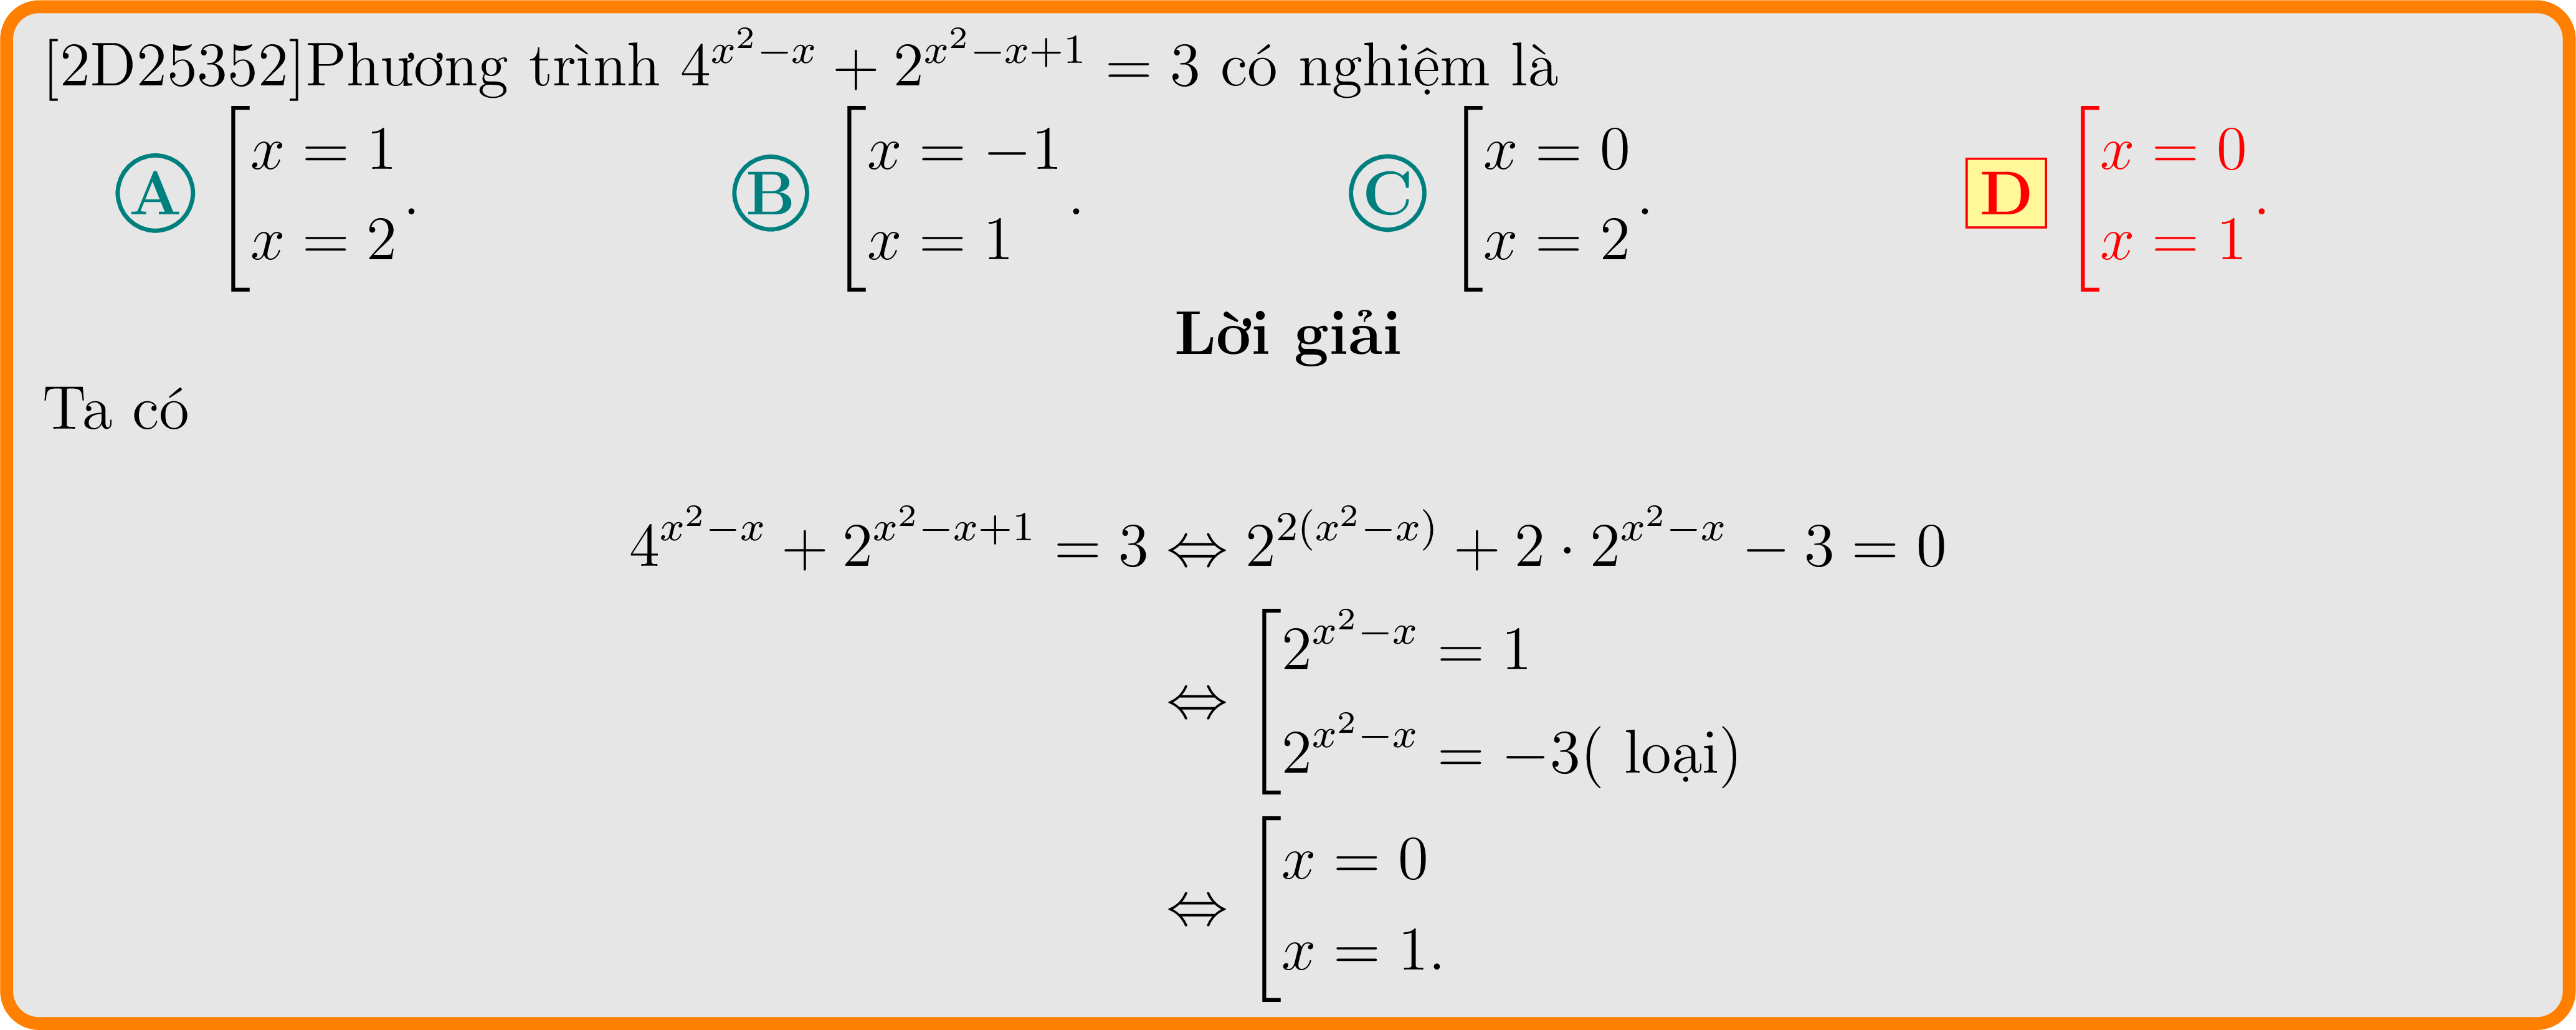 [2D25352]Phương trình $4^{x^2-x} + 2^{x^2-x+1} = 3$ có nghiệm là
A $\left[\begin{array}{l} x = 1 \\ x = 2 \end{array}\right.$. B $\left[\begin{array}{l} x = -1 \\ x = 1 \end{array}\right.$. C $\left[\begin{array}{l} x = 0 \\ x = 2 \end{array}\right.$. D $\left[\begin{array}{l} x = 0 \\ x = 1 \end{array}\right.$.
Lời giải
Ta có
$4^{x^2-x} + 2^{x^2-x+1} = 3 \Leftrightarrow 2^{2(x^2-x)} + 2 \cdot 2^{x^2-x} - 3 = 0$
$\Leftrightarrow \left[\begin{array}{l} 2^{x^2-x} = 1 \\ 2^{x^2-x} = -3( \text{ loại}) \end{array}\right.$
$\Leftrightarrow \left[\begin{array}{l} x = 0 \\ x = 1. \end{array}\right.$